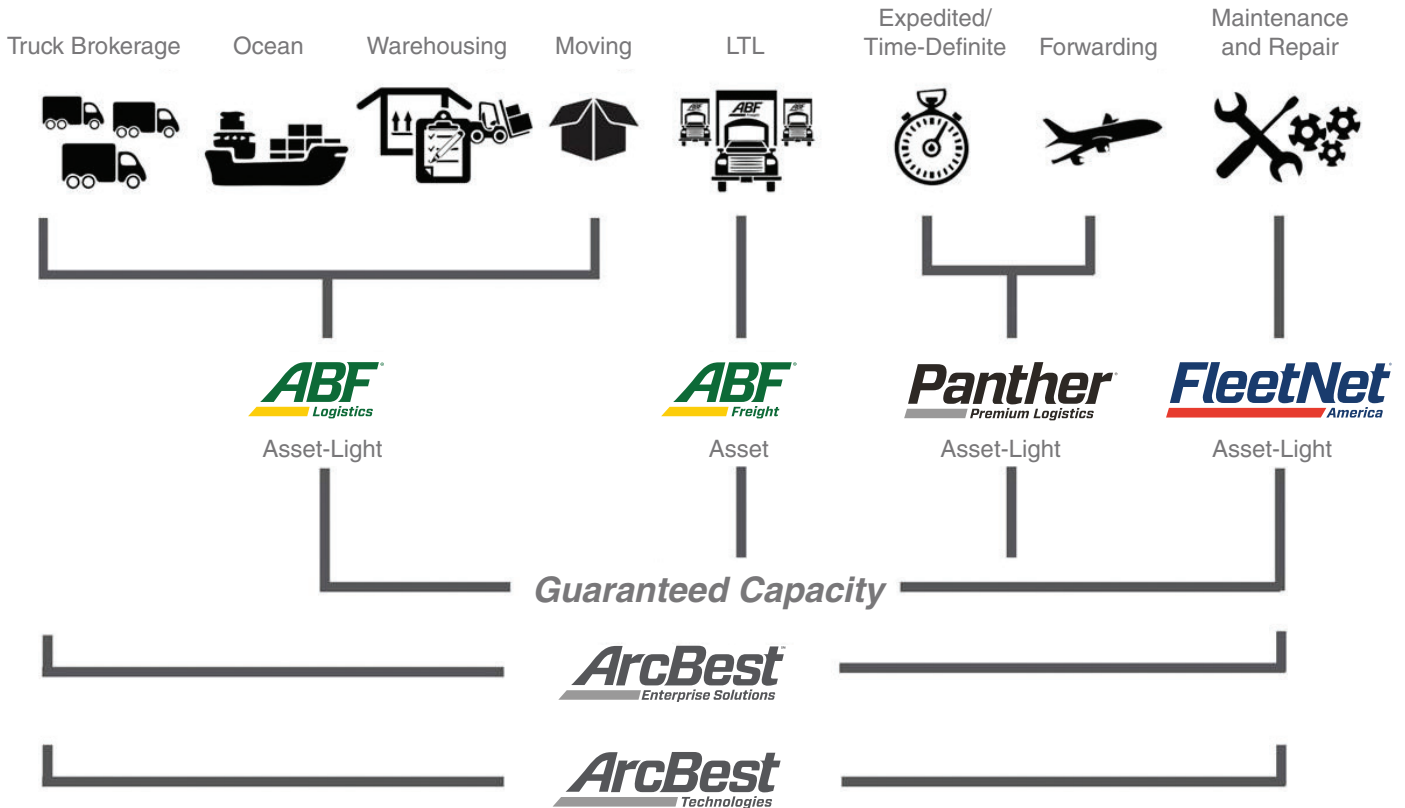 Truck Brokerage
Ocean
Warehousing
Moving
LTL
Expedited/
Time-Definite
Forwarding
Maintenance
and Repair
ABF
Freight
ABF
Logistics
ABF
Freight
Panther
Premium Logistics
FleetNet
America
Asset-Light
Asset
Asset-Light
Asset-Light
Guaranteed Capacity
ArcBest
Enterprise Solutions
ArcBest
Technologies